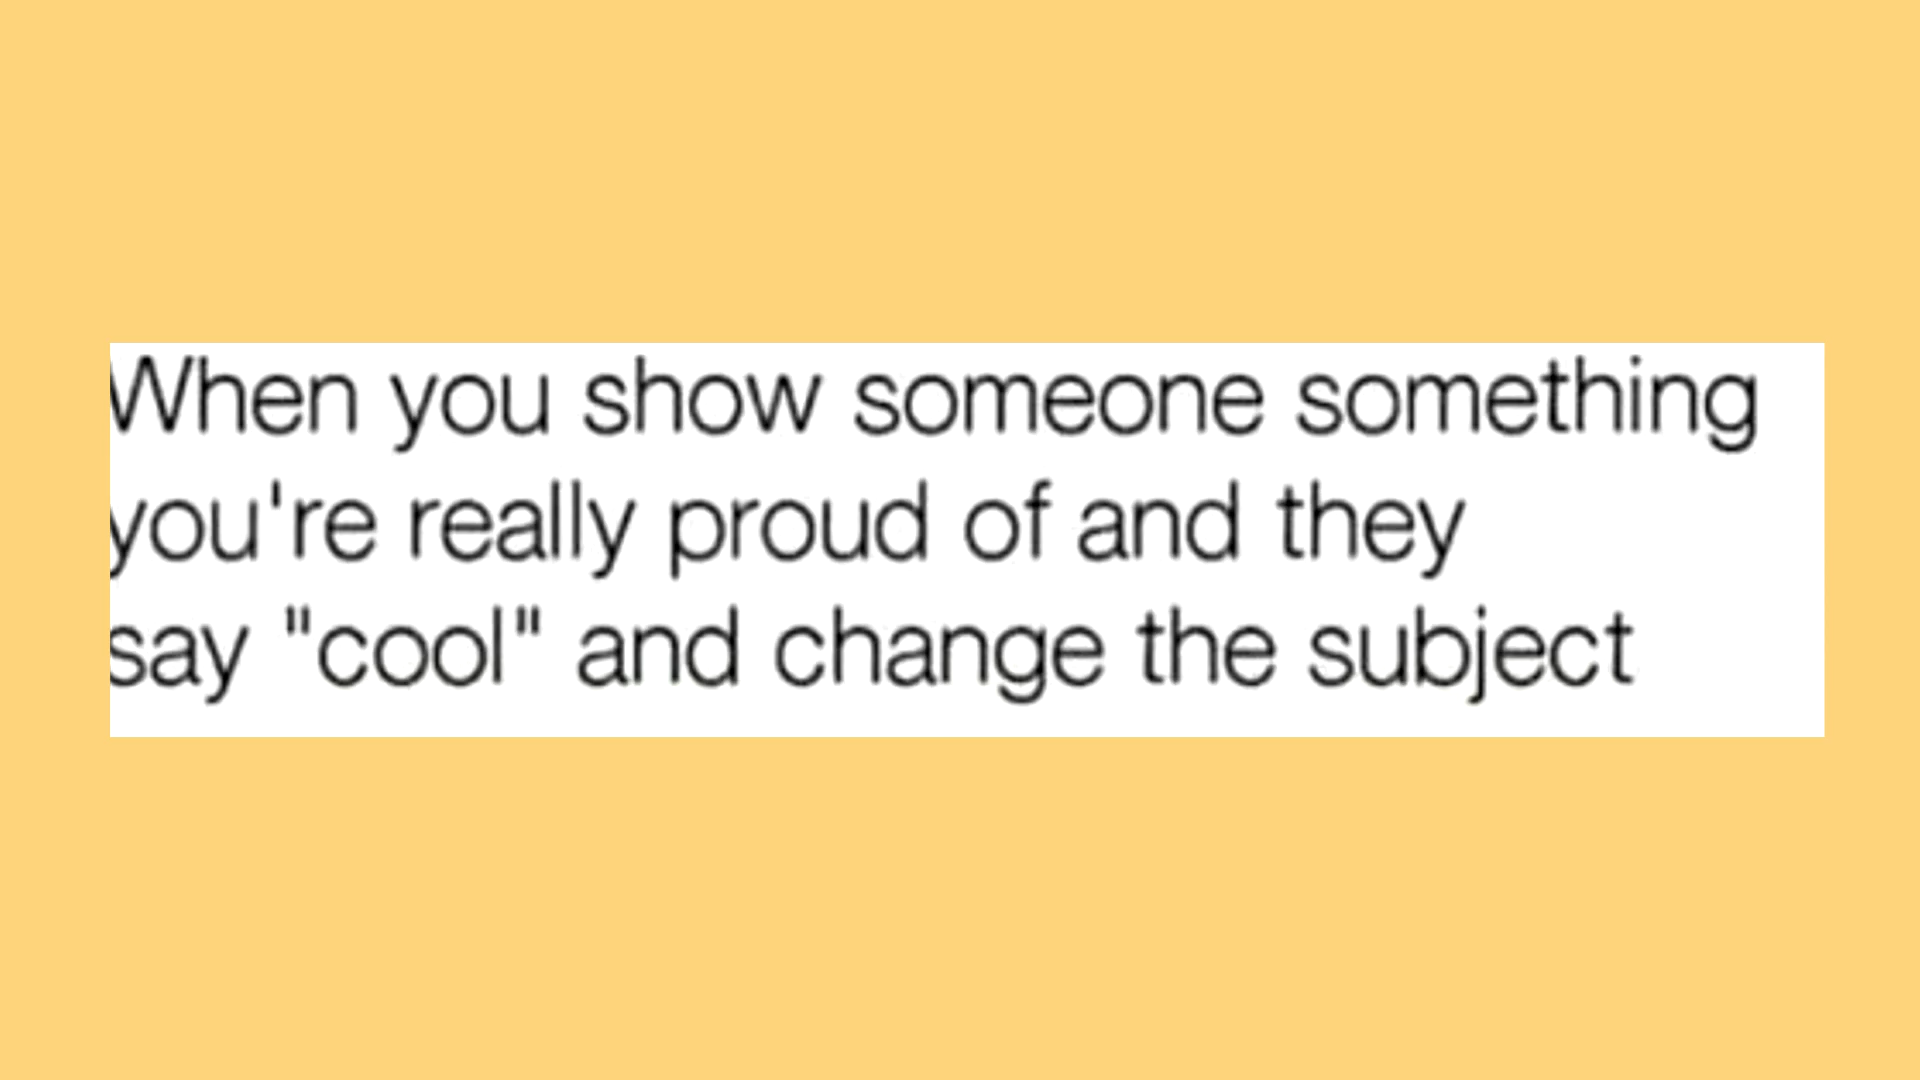 When you show someone something
you're really proud of and they
say "cool" and change the subject